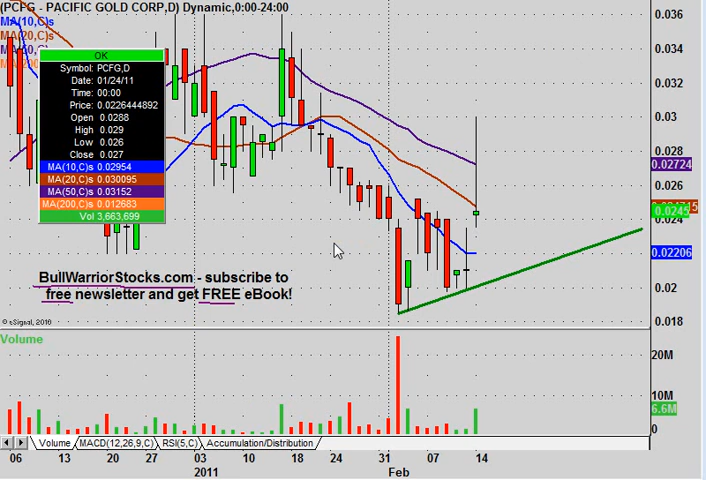 (PCFG - PACIFIC GOLD CORP,D) Dynamic,0:00-24:00
MA(10,C)s
MA(20,C)s
OK
Symbol: PCFG,D
Date: 01/24/11
Time: 00:00
Price: 0.0226444892
Open 0.0288
High 0.029
Low 0.026
Close 0.027
MA(10,C)s 0.02954
MA(20,C)s 0.030095
MA(50,C)s 0.03152
MA(200,C)s 0.012683
Vol 3,663,699
BullWarriorStocks.com - subscribe to
free newsletter and get FREE eBook!
© eSignal, 2010
0.036
0.034
0.032
0.03
0.028
0.02724
0.026
0.0245
0.024
0.02206
0.02
0.018
Volume
20M
10M
6.6M
0
Volume
MACD(12,26,9,C)
RSI(5,C)
Accumulation/Distribution
06 13 20 27 03 10 18 24 31 07 14
2011 Feb